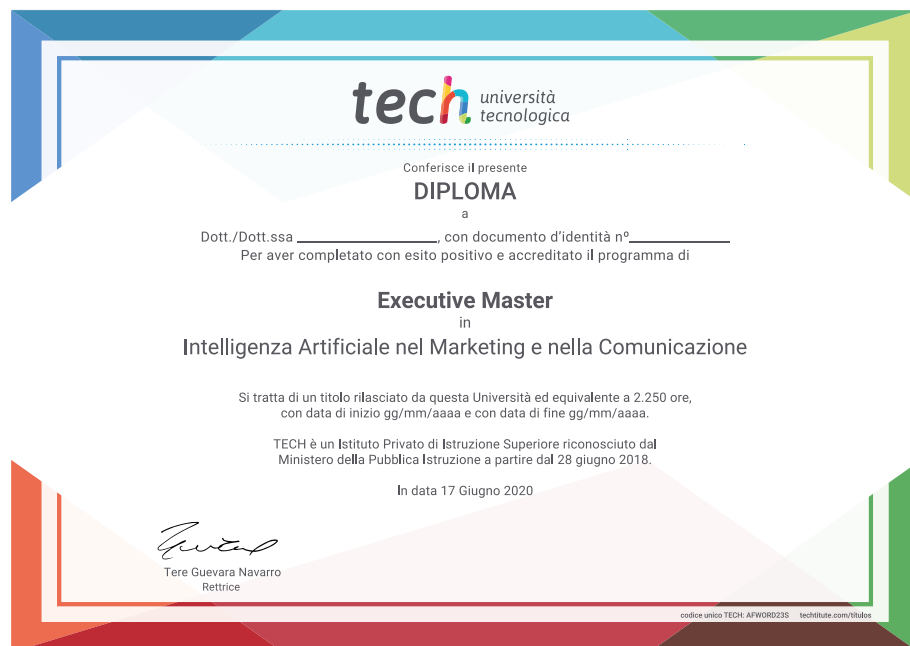 tech università
tecnologica
Conferisce il presente
DIPLOMA
a
Dott./Dott.ssa ____________________, con documento d'identità nº______________
Per aver completato con esito positivo e accreditato il programma di
Executive Master
in
Intelligenza Artificiale nel Marketing e nella Comunicazione
Si tratta di un titolo rilasciato da questa Università ed equivalente a 2.250 ore,
con data di inizio gg/mm/aaaa e con data di fine gg/mm/aaaa.
TECH è un Istituto Privato di Istruzione Superiore riconosciuto dal
Ministero della Pubblica Istruzione a partire dal 28 giugno 2018.
In data 17 Giugno 2020
Tere Guevara Navarro
Rettrice
codice unico TECH: AFWORD23S techtitute.com/titulos